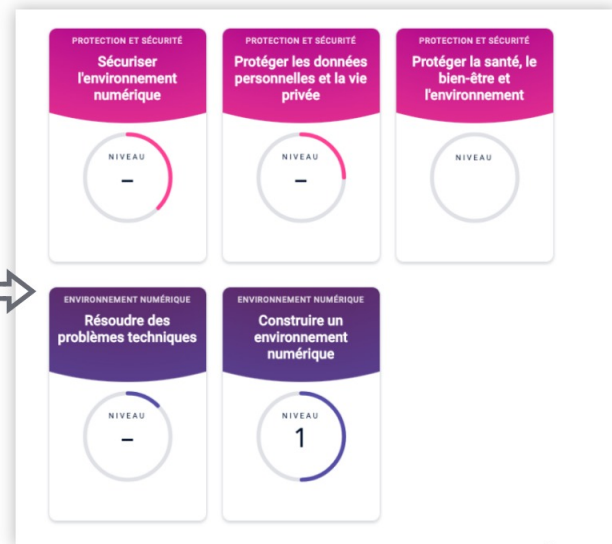 PROTECTION ET SÉCURITÉ
Sécuriser
l'environnement
numérique
NIVEAU
–
PROTECTION ET SÉCURITÉ
Protéger les données
personnelles et la vie
privée
NIVEAU
–
PROTECTION ET SÉCURITÉ
Protéger la santé, le
bien-être et
l'environnement
NIVEAU
ENVIRONNEMENT NUMÉRIQUE
Résoudre des
problèmes techniques
NIVEAU
–
ENVIRONNEMENT NUMÉRIQUE
Construire un
environnement
numérique
NIVEAU
1